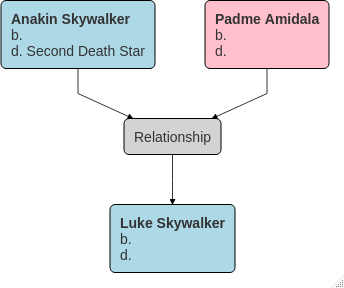 Anakin Skywalker
b.
d. Second Death Star
Padme Amidala
b.
d.
Relationship
Luke Skywalker
b.
d.